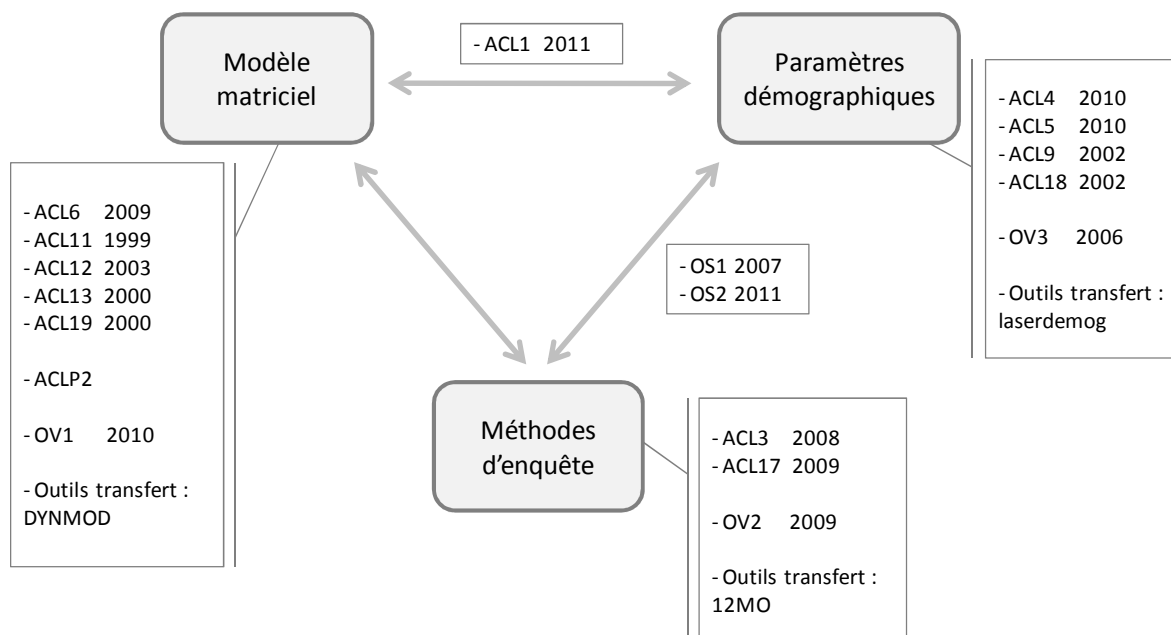 Modèle
matriciel
- ACL1 2011
Paramètres
démographiques
- ACL4 2010
- ACL5 2010
- ACL9 2002
- ACL18 2002
- OV3 2006
- Outils transfert :
laserdemog
- ACL6 2009
- ACL11 1999
- ACL12 2003
- ACL13 2000
- ACL19 2000
- ACLP2
- OV1 2010
- Outils transfert :
DYNMOD
- OS1 2007
- OS2 2011
Méthodes
d'enquête
- ACL3 2008
- ACL17 2009
- OV2 2009
- Outils transfert :
12MO